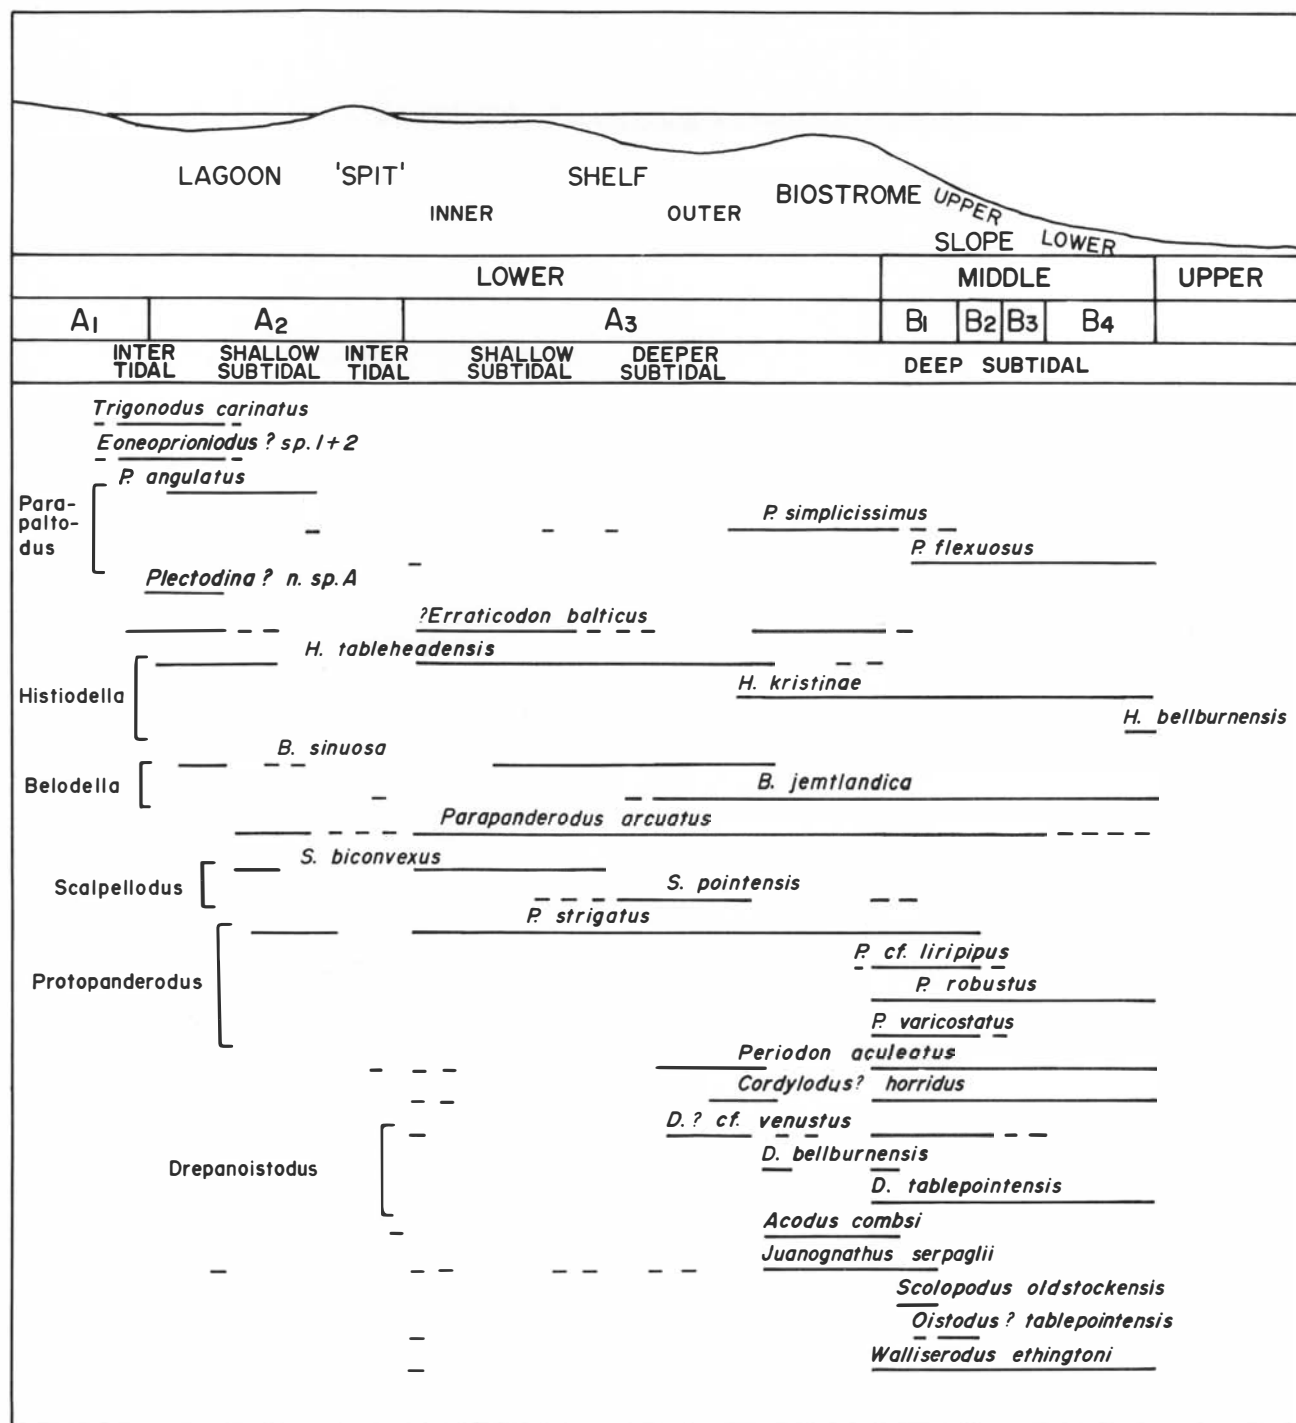 LAGOON 'SPIT' SHELF
INNER OUTER
BIOSTROME UPPER
SLOPE LOWER
LOWER MIDDLE UPPER
A1 A2 A3 B1 B2 B3 B4
INTER SHALLOW INTER SHALLOW DEEPER
TIDAL SUBTIDAL TIDAL SUBTIDAL SUBTIDAL
DEEP SUBTIDAL
Trigonodus carinatus
Eoneoprioniodus ? sp. 1+2
P. angulatus
Para-
palto-
dus
P. simplicissimus
P. flexuosus
Plectodina ? n. sp. A
?Erraticodon balticus
H. tableheadensis
Histiodella
H. kristinae
H. bellburnensis
B. sinuosa
Belodella
B. jemtlandica
Parapanderodus arcuatus
S. biconvexus
Scalpellodus
S. pointensis
P. strigatus
P. cf. liripipus
Protopanderodus
P. robustus
P. varicostatus
Periodon aculeatus
Cordylodus? horridus
D. ? cf. venustus
D. bellburnensis
Drepanoistodus
D. tablepointensis
Acodus combsi
Juanognathus serpaglii
Scolopodus oldstockensis
Oistodus ? tablepointensis
Walliserodus ethingtoni